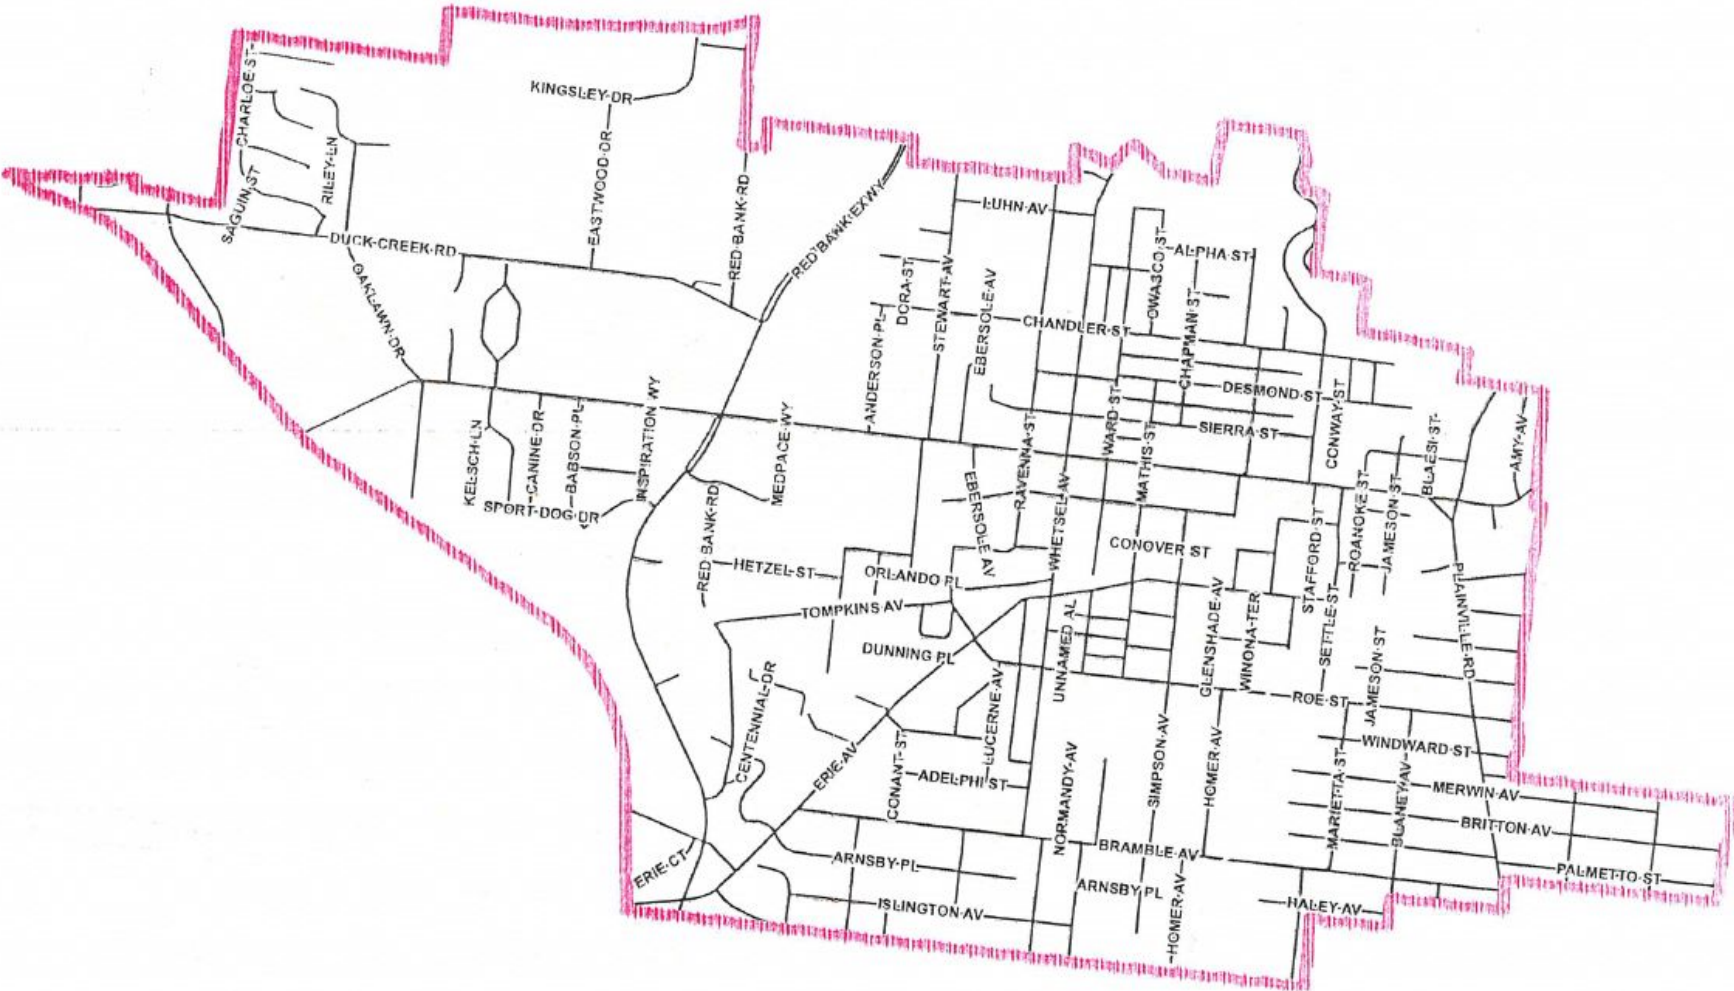 CHARLOE ST
KINGSLEY DR
RILEY LN
SAGUIN ST
EASTWOOD DR
RED BANK RD
RED BANK EXWY
DUCK CREEK RD
OAKLAWN DR
LUHN AV
ALPHA ST
OWASCO ST
DORA ST
STEWART AV
EBERSOLE AV
CHANDLER ST
CHAPMAN ST
ANDERSON PL
DESMOND ST
SIERRA ST
CONWAY ST
WARD ST
MATHIS ST
RAVENNA ST
BLAESI ST
AMY AV
KELSCH LN
CANINE DR
BABSON PL
INSPIRATION WY
MEDPACE WY
SPORT DOG DR
RED BANK RD
EBERSOLE AV
WHETSEL AV
ROANOKE ST
JAMESON ST
STAFFORD ST
CONOVER ST
HETZEL ST
ORLANDO PL
TOMPKINS AV
DUNNING PL
UNNAMED AL
GLENSHADE AV
WINONA TER
SETTLE ST
PLAINVILLE RD
JAMESON ST
ROE ST
CENTENNIAL DR
LUCERNE AV
ERIE AV
CONANT ST
ADELPHI ST
NORMANDY AV
SIMPSON AV
HOMER AV
WINDWARD ST
MARIETTA ST
BLANEY AV
MERWIN AV
BRITTON AV
PALMETTO ST
ERIE CT
ARNSBY PL
BRAMBLE AV
ARNSBY PL
ISLINGTON AV
HOMER AV
HALEY AV